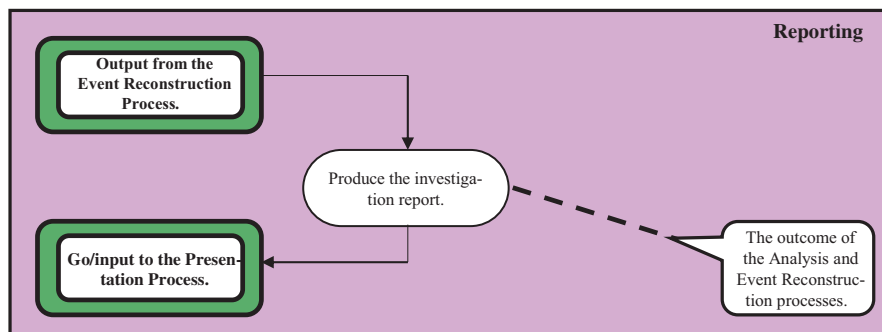 Reporting
Output from the
Event Reconstruction
Process.
Produce the investiga-
tion report.
Go/input to the Presen-
tation Process.
The outcome of
the Analysis and
Event Reconstruc-
tion processes.